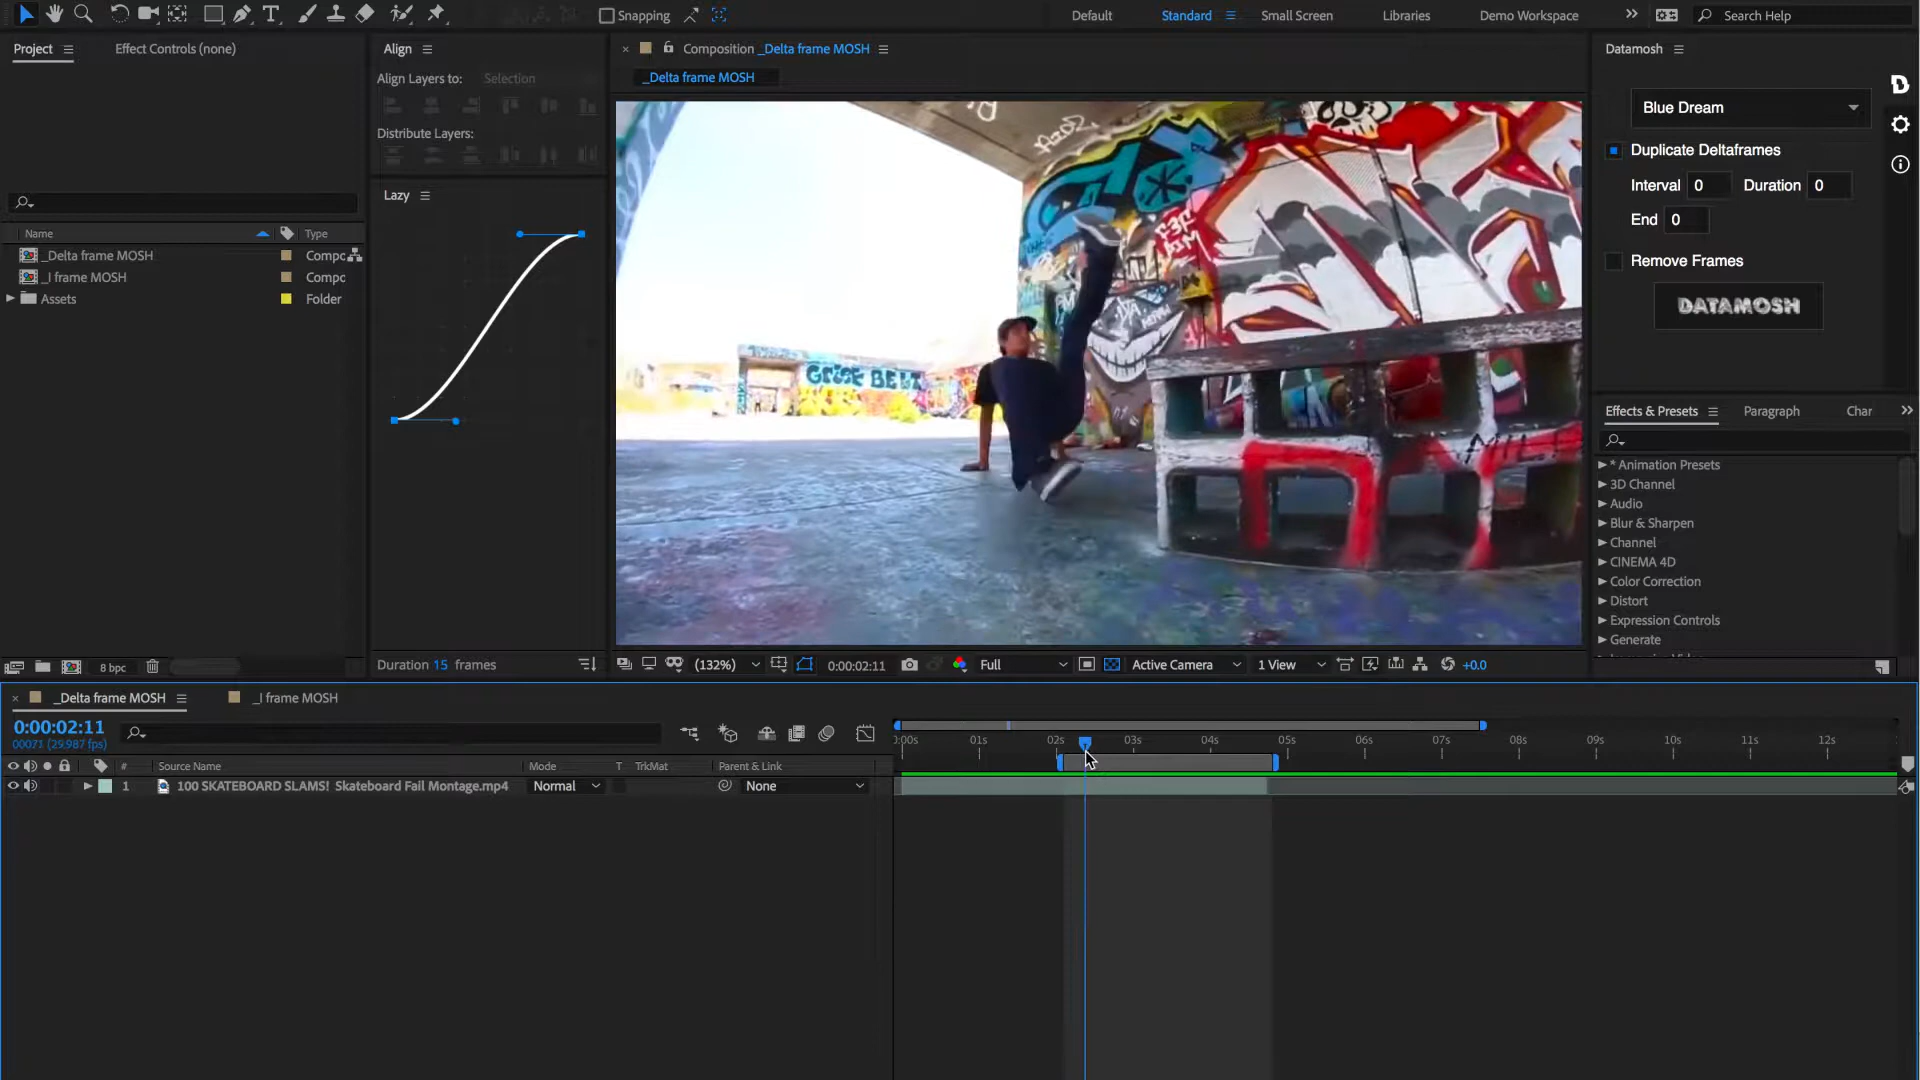 Snapping
Default
Standard
Small Screen
Libraries
Demo Workspace
Search Help
Project
Effect Controls (none)
Align
Composition _Delta frame MOSH
Datamosh
Align Layers to:
Selection
_Delta frame MOSH
Blue Dream
Distribute Layers:
Duplicate Deltaframes
Interval 0
Duration 0
Lazy
End 0
Name
Type
Remove Frames
_Delta frame MOSH
Compc
_I frame MOSH
Compc
Assets
Folder
DATAMOSH
Effects & Presets
Paragraph
Char
* Animation Presets
3D Channel
Audio
Blur & Sharpen
Channel
CINEMA 4D
Color Correction
Distort
Expression Controls
Generate
8 bpc
Duration 15 frames
(132%)
0:00:02:11
Full
Active Camera
1 View
+0.0
_Delta frame MOSH
_I frame MOSH
0:00:02:11
00071 (29.987 fps)
:00s
01s
02s
03s
04s
05s
06s
07s
08s
09s
10s
11s
12s
#
Source Name
Mode
T
TrkMat
Parent & Link
1
100 SKATEBOARD SLAMS! Skateboard Fail Montage.mp4
Normal
None